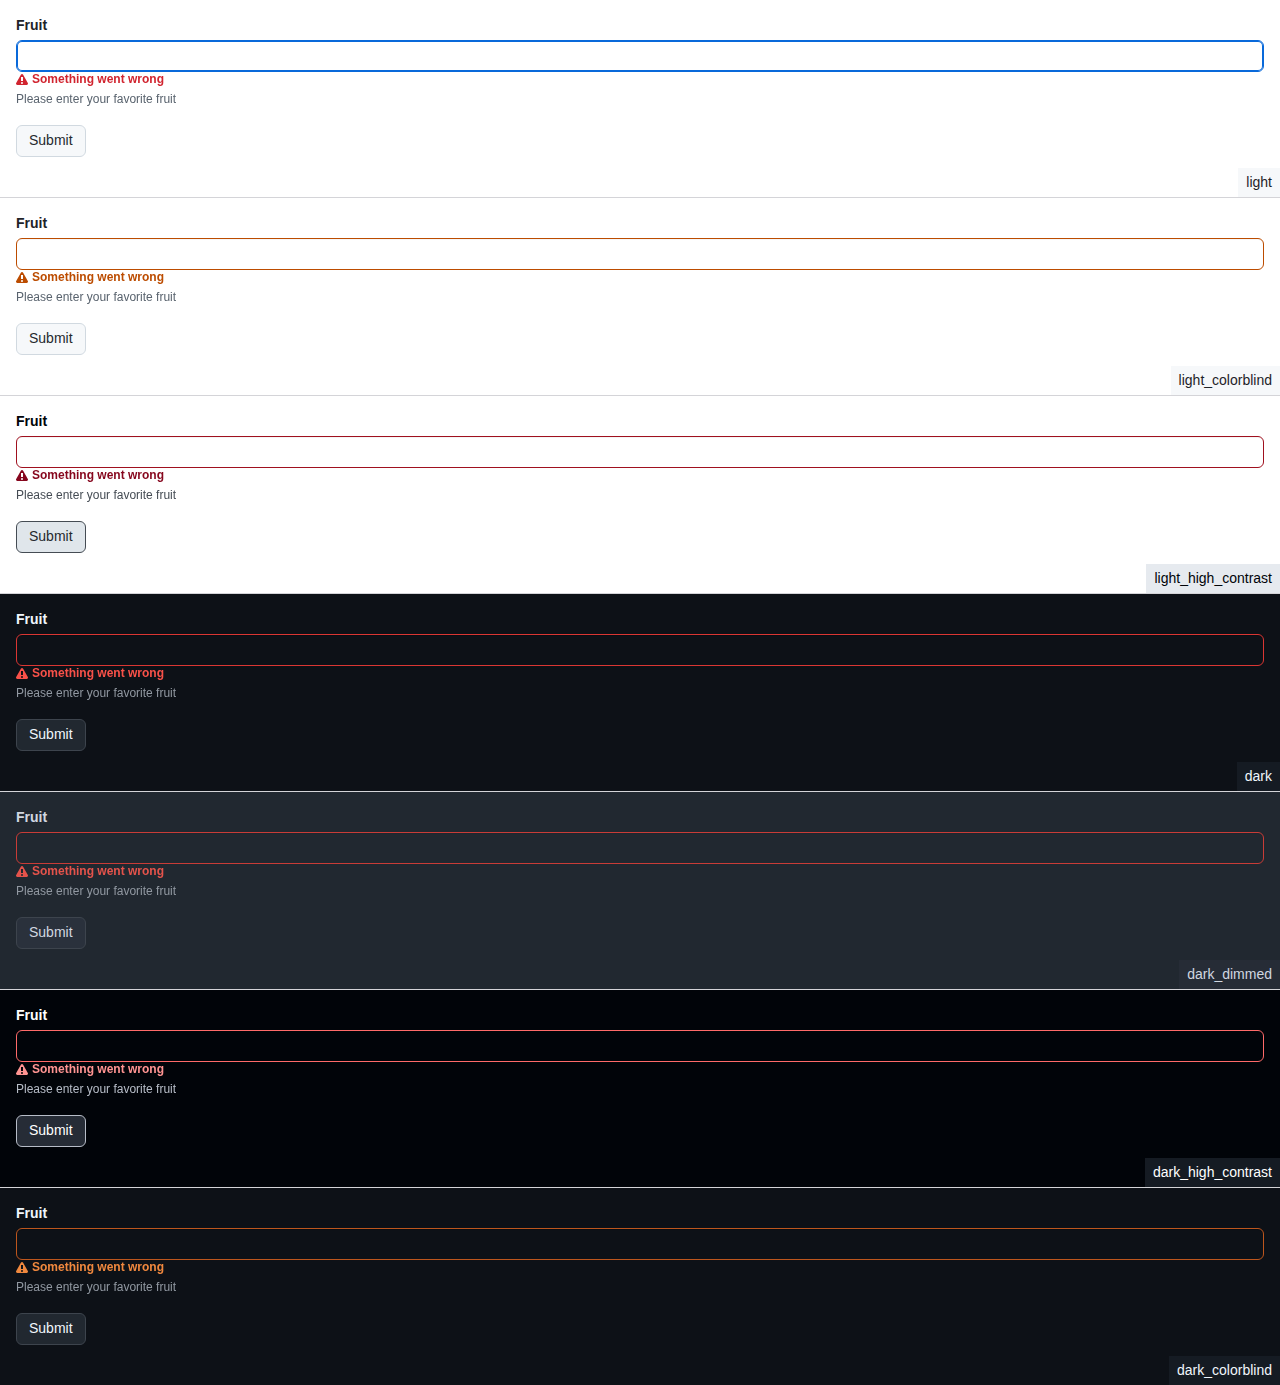 Fruit
Something went wrong
Please enter your favorite fruit
Submit
light
Fruit
Something went wrong
Please enter your favorite fruit
Submit
light_colorblind
Fruit
Something went wrong
Please enter your favorite fruit
Submit
light_high_contrast
Fruit
Something went wrong
Please enter your favorite fruit
Submit
dark
Fruit
Something went wrong
Please enter your favorite fruit
Submit
dark_dimmed
Fruit
Something went wrong
Please enter your favorite fruit
Submit
dark_high_contrast
Fruit
Something went wrong
Please enter your favorite fruit
Submit
dark_colorblind